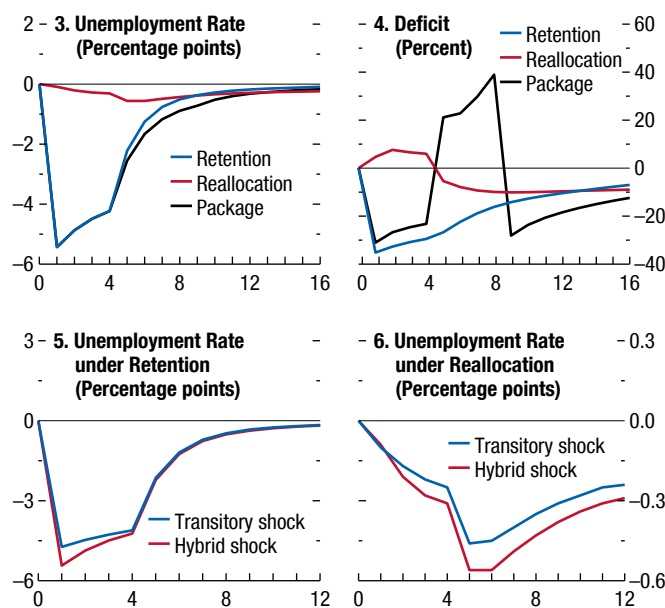 3. Unemployment Rate
(Percentage points)
2
0
–2
–4
–6
Retention
Reallocation
Package
0 4 8 12 16
4. Deficit
(Percent)
Retention
Reallocation
Package
60
40
20
0
–20
–40
0 4 8 12 16
5. Unemployment Rate
under Retention
(Percentage points)
3
0
–3
–6
Transitory shock
Hybrid shock
0 4 8 12
6. Unemployment Rate
under Reallocation
(Percentage points)
0.3
0.0
–0.3
–0.6
Transitory shock
Hybrid shock
0 4 8 12